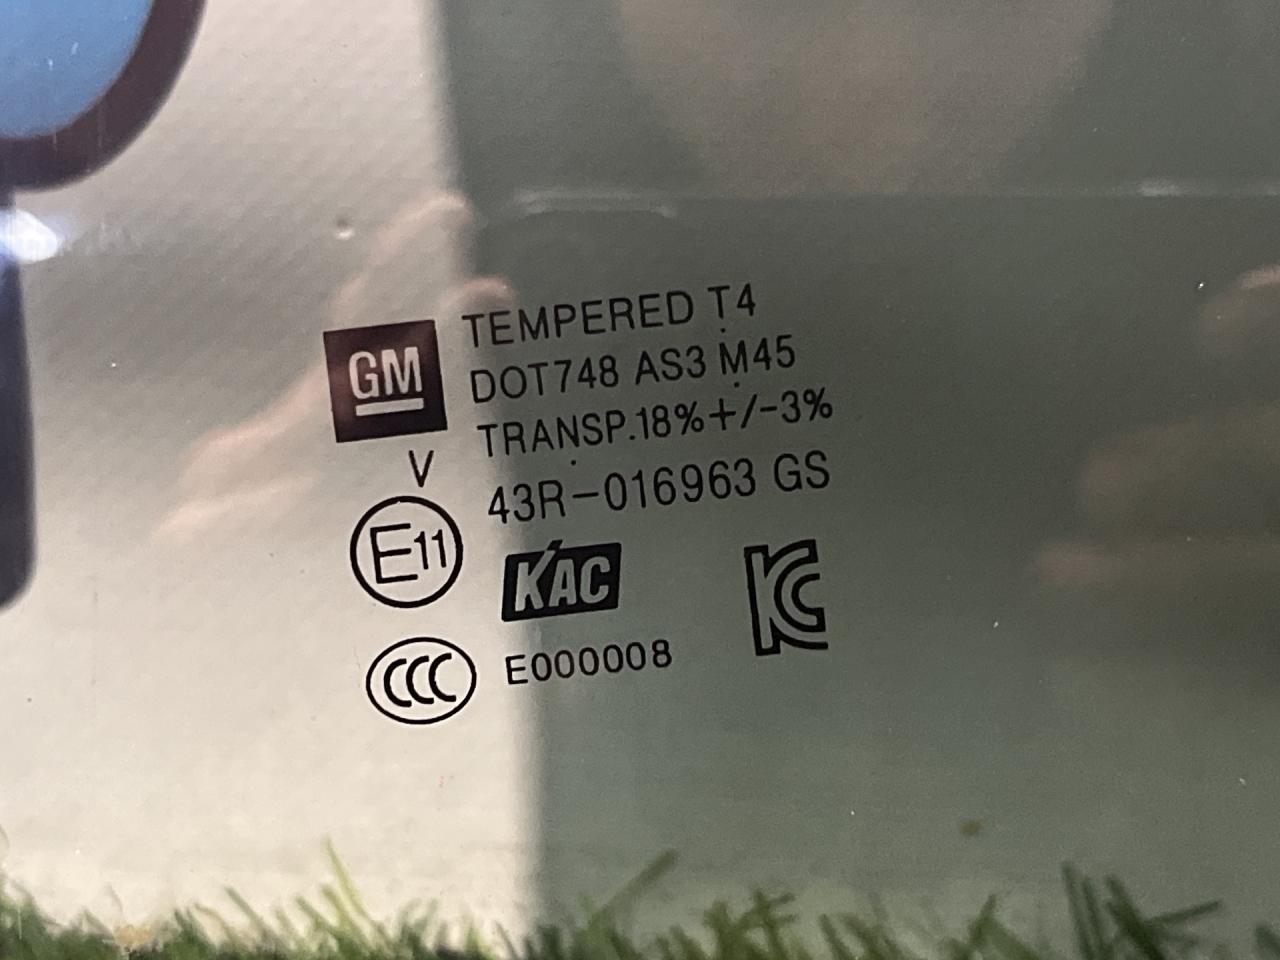 GM
TEMPERED T4
DOT748 AS3 M45
TRANSP.18%+/-3%
V
43R-016963 GS
E11
KAC
KC
CCC
E000008